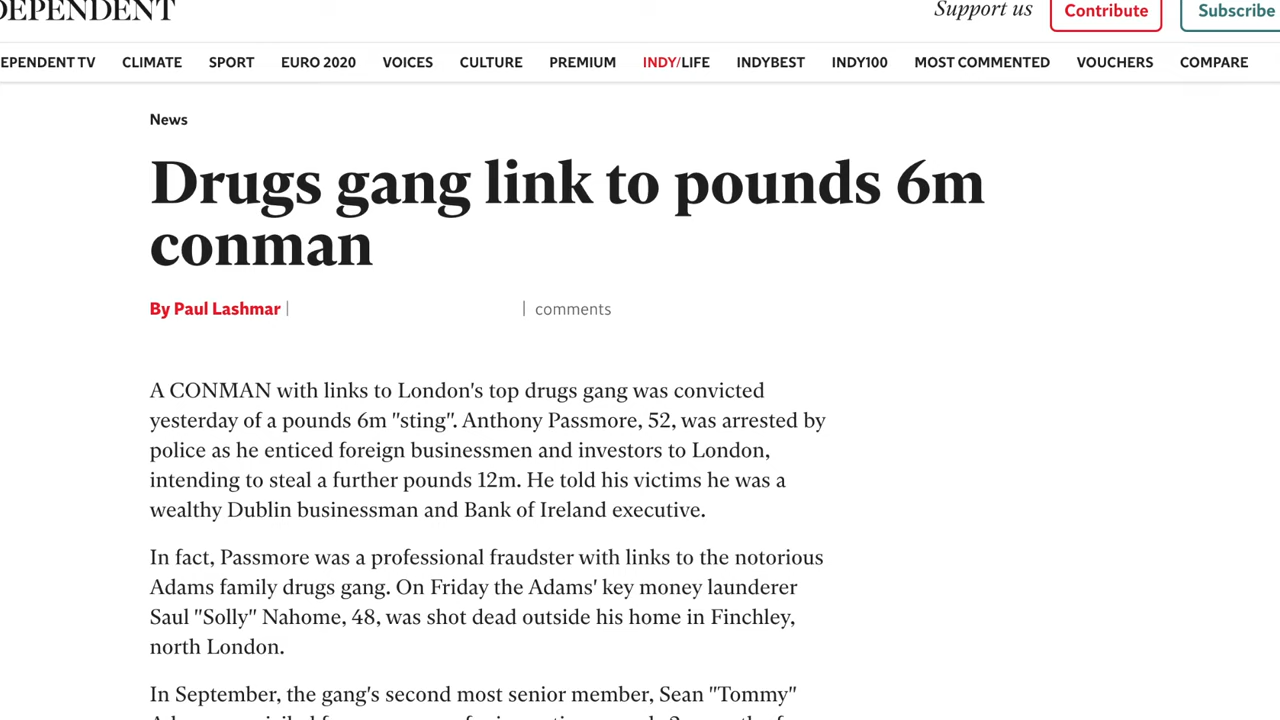 DEPENDENT
Support us
Contribute
Subscribe
EPENDENT TV CLIMATE SPORT EURO 2020 VOICES CULTURE PREMIUM INDY/LIFE INDYBEST INDY100 MOST COMMENTED VOUCHERS COMPARE
News
Drugs gang link to pounds 6m
conman
By Paul Lashmar | | comments
A CONMAN with links to London's top drugs gang was convicted
yesterday of a pounds 6m "sting". Anthony Passmore, 52, was arrested by
police as he enticed foreign businessmen and investors to London,
intending to steal a further pounds 12m. He told his victims he was a
wealthy Dublin businessman and Bank of Ireland executive.
In fact, Passmore was a professional fraudster with links to the notorious
Adams family drugs gang. On Friday the Adams' key money launderer
Saul "Solly" Nahome, 48, was shot dead outside his home in Finchley,
north London.
In September, the gang's second most senior member, Sean "Tommy"